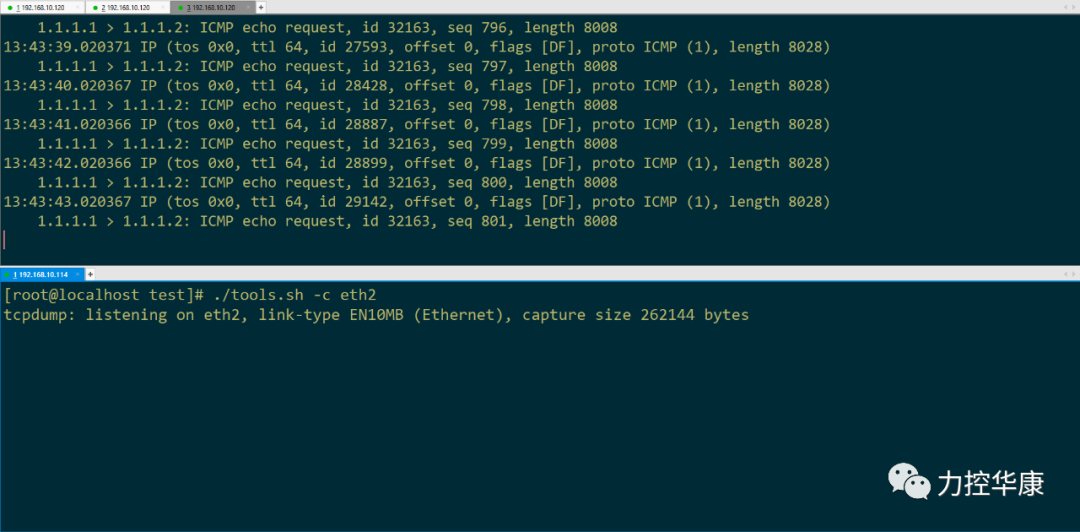 1 192.168.10.120 × 2 192.168.10.120 × 3 192.168.10.120 × +
1.1.1.1 > 1.1.1.2: ICMP echo request, id 32163, seq 796, length 8008
13:43:39.020371 IP (tos 0x0, ttl 64, id 27593, offset 0, flags [DF], proto ICMP (1), length 8028)
1.1.1.1 > 1.1.1.2: ICMP echo request, id 32163, seq 797, length 8008
13:43:40.020367 IP (tos 0x0, ttl 64, id 28428, offset 0, flags [DF], proto ICMP (1), length 8028)
1.1.1.1 > 1.1.1.2: ICMP echo request, id 32163, seq 798, length 8008
13:43:41.020366 IP (tos 0x0, ttl 64, id 28887, offset 0, flags [DF], proto ICMP (1), length 8028)
1.1.1.1 > 1.1.1.2: ICMP echo request, id 32163, seq 799, length 8008
13:43:42.020366 IP (tos 0x0, ttl 64, id 28899, offset 0, flags [DF], proto ICMP (1), length 8028)
1.1.1.1 > 1.1.1.2: ICMP echo request, id 32163, seq 800, length 8008
13:43:43.020367 IP (tos 0x0, ttl 64, id 29142, offset 0, flags [DF], proto ICMP (1), length 8028)
1.1.1.1 > 1.1.1.2: ICMP echo request, id 32163, seq 801, length 8008
1 192.168.10.114 × +
[root@localhost test]# ./tools.sh -c eth2
tcpdump: listening on eth2, link-type EN10MB (Ethernet), capture size 262144 bytes
力控华康